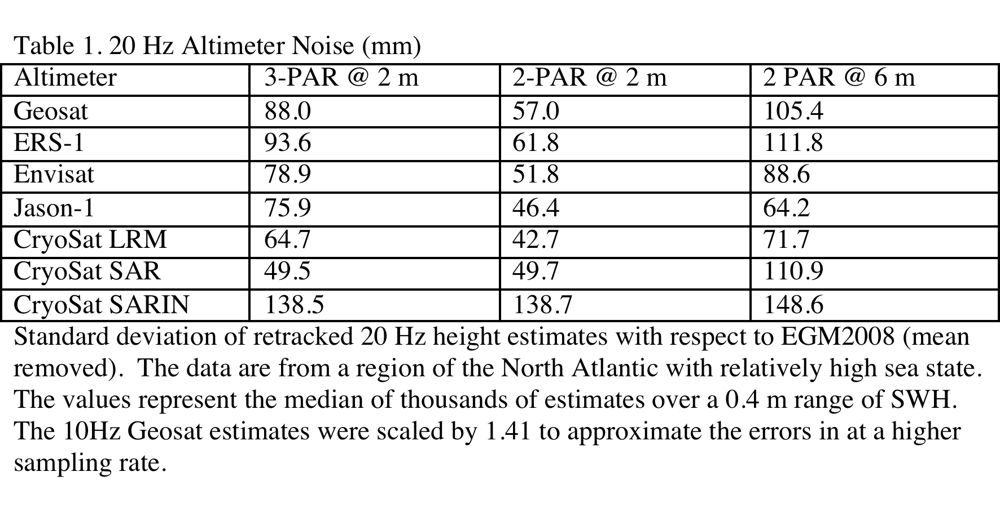 Table 1. 20 Hz Altimeter Noise (mm)
Altimeter 3-PAR @ 2 m 2-PAR @ 2 m 2 PAR @ 6 m
Geosat 88.0 57.0 105.4
ERS-1 93.6 61.8 111.8
Envisat 78.9 51.8 88.6
Jason-1 75.9 46.4 64.2
CryoSat LRM 64.7 42.7 71.7
CryoSat SAR 49.5 49.7 110.9
CryoSat SARIN 138.5 138.7 148.6
Standard deviation of retracked 20 Hz height estimates with respect to EGM2008 (mean
removed).  The data are from a region of the North Atlantic with relatively high sea state.
The values represent the median of thousands of estimates over a 0.4 m range of SWH.
The 10Hz Geosat estimates were scaled by 1.41 to approximate the errors in at a higher
sampling rate.